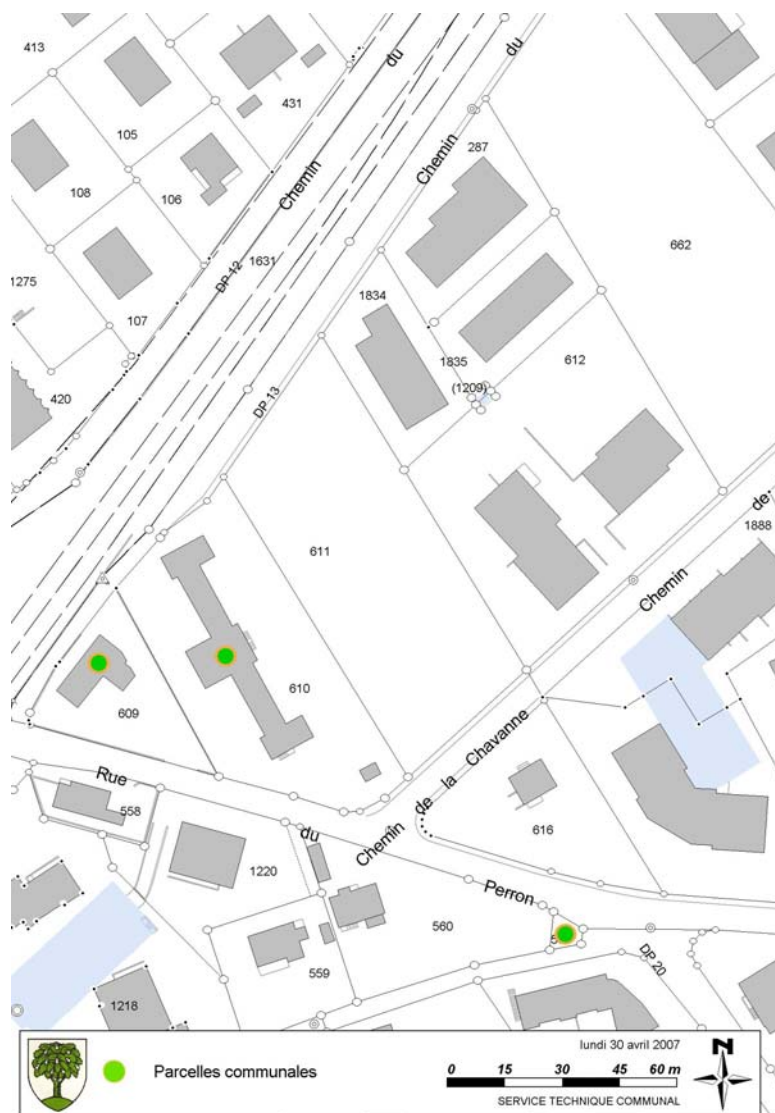 413
du
du
431
105
Chemin
287
Chemin
108
106
662
1631
DP 12
1275
1834
107
1835
612
(1209)
420
DP 13
de
1888
611
Chemin
610
609
Chavanne
la
de
Rue
558
616
du
Chemin
1220
Perron
560
DP 20
559
1218
Parcelles communales
lundi 30 avril 2007
N
0 15 30 45 60 m
SERVICE TECHNIQUE COMMUNAL